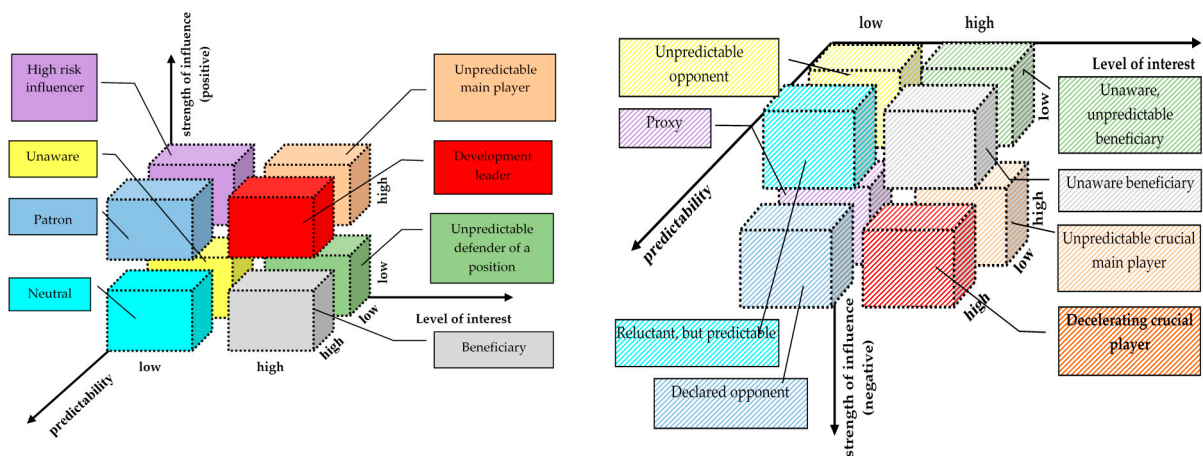 strength of influence
(positive)
High risk
influencer
Unpredictable
main player
Unaware
Development
leader
high
Patron
Unpredictable
defender of a
position
low
Neutral
low
Level of interest
high
Beneficiary
low
high
predictability
low
high
Level of interest
Unpredictable
opponent
Unaware,
unpredictable
beneficiary
low
Proxy
Unaware beneficiary
high
predictability
Unpredictable crucial
main player
low
high
Reluctant, but predictable
Decelerating crucial
player
Declared opponent
strength of influence
(negative)